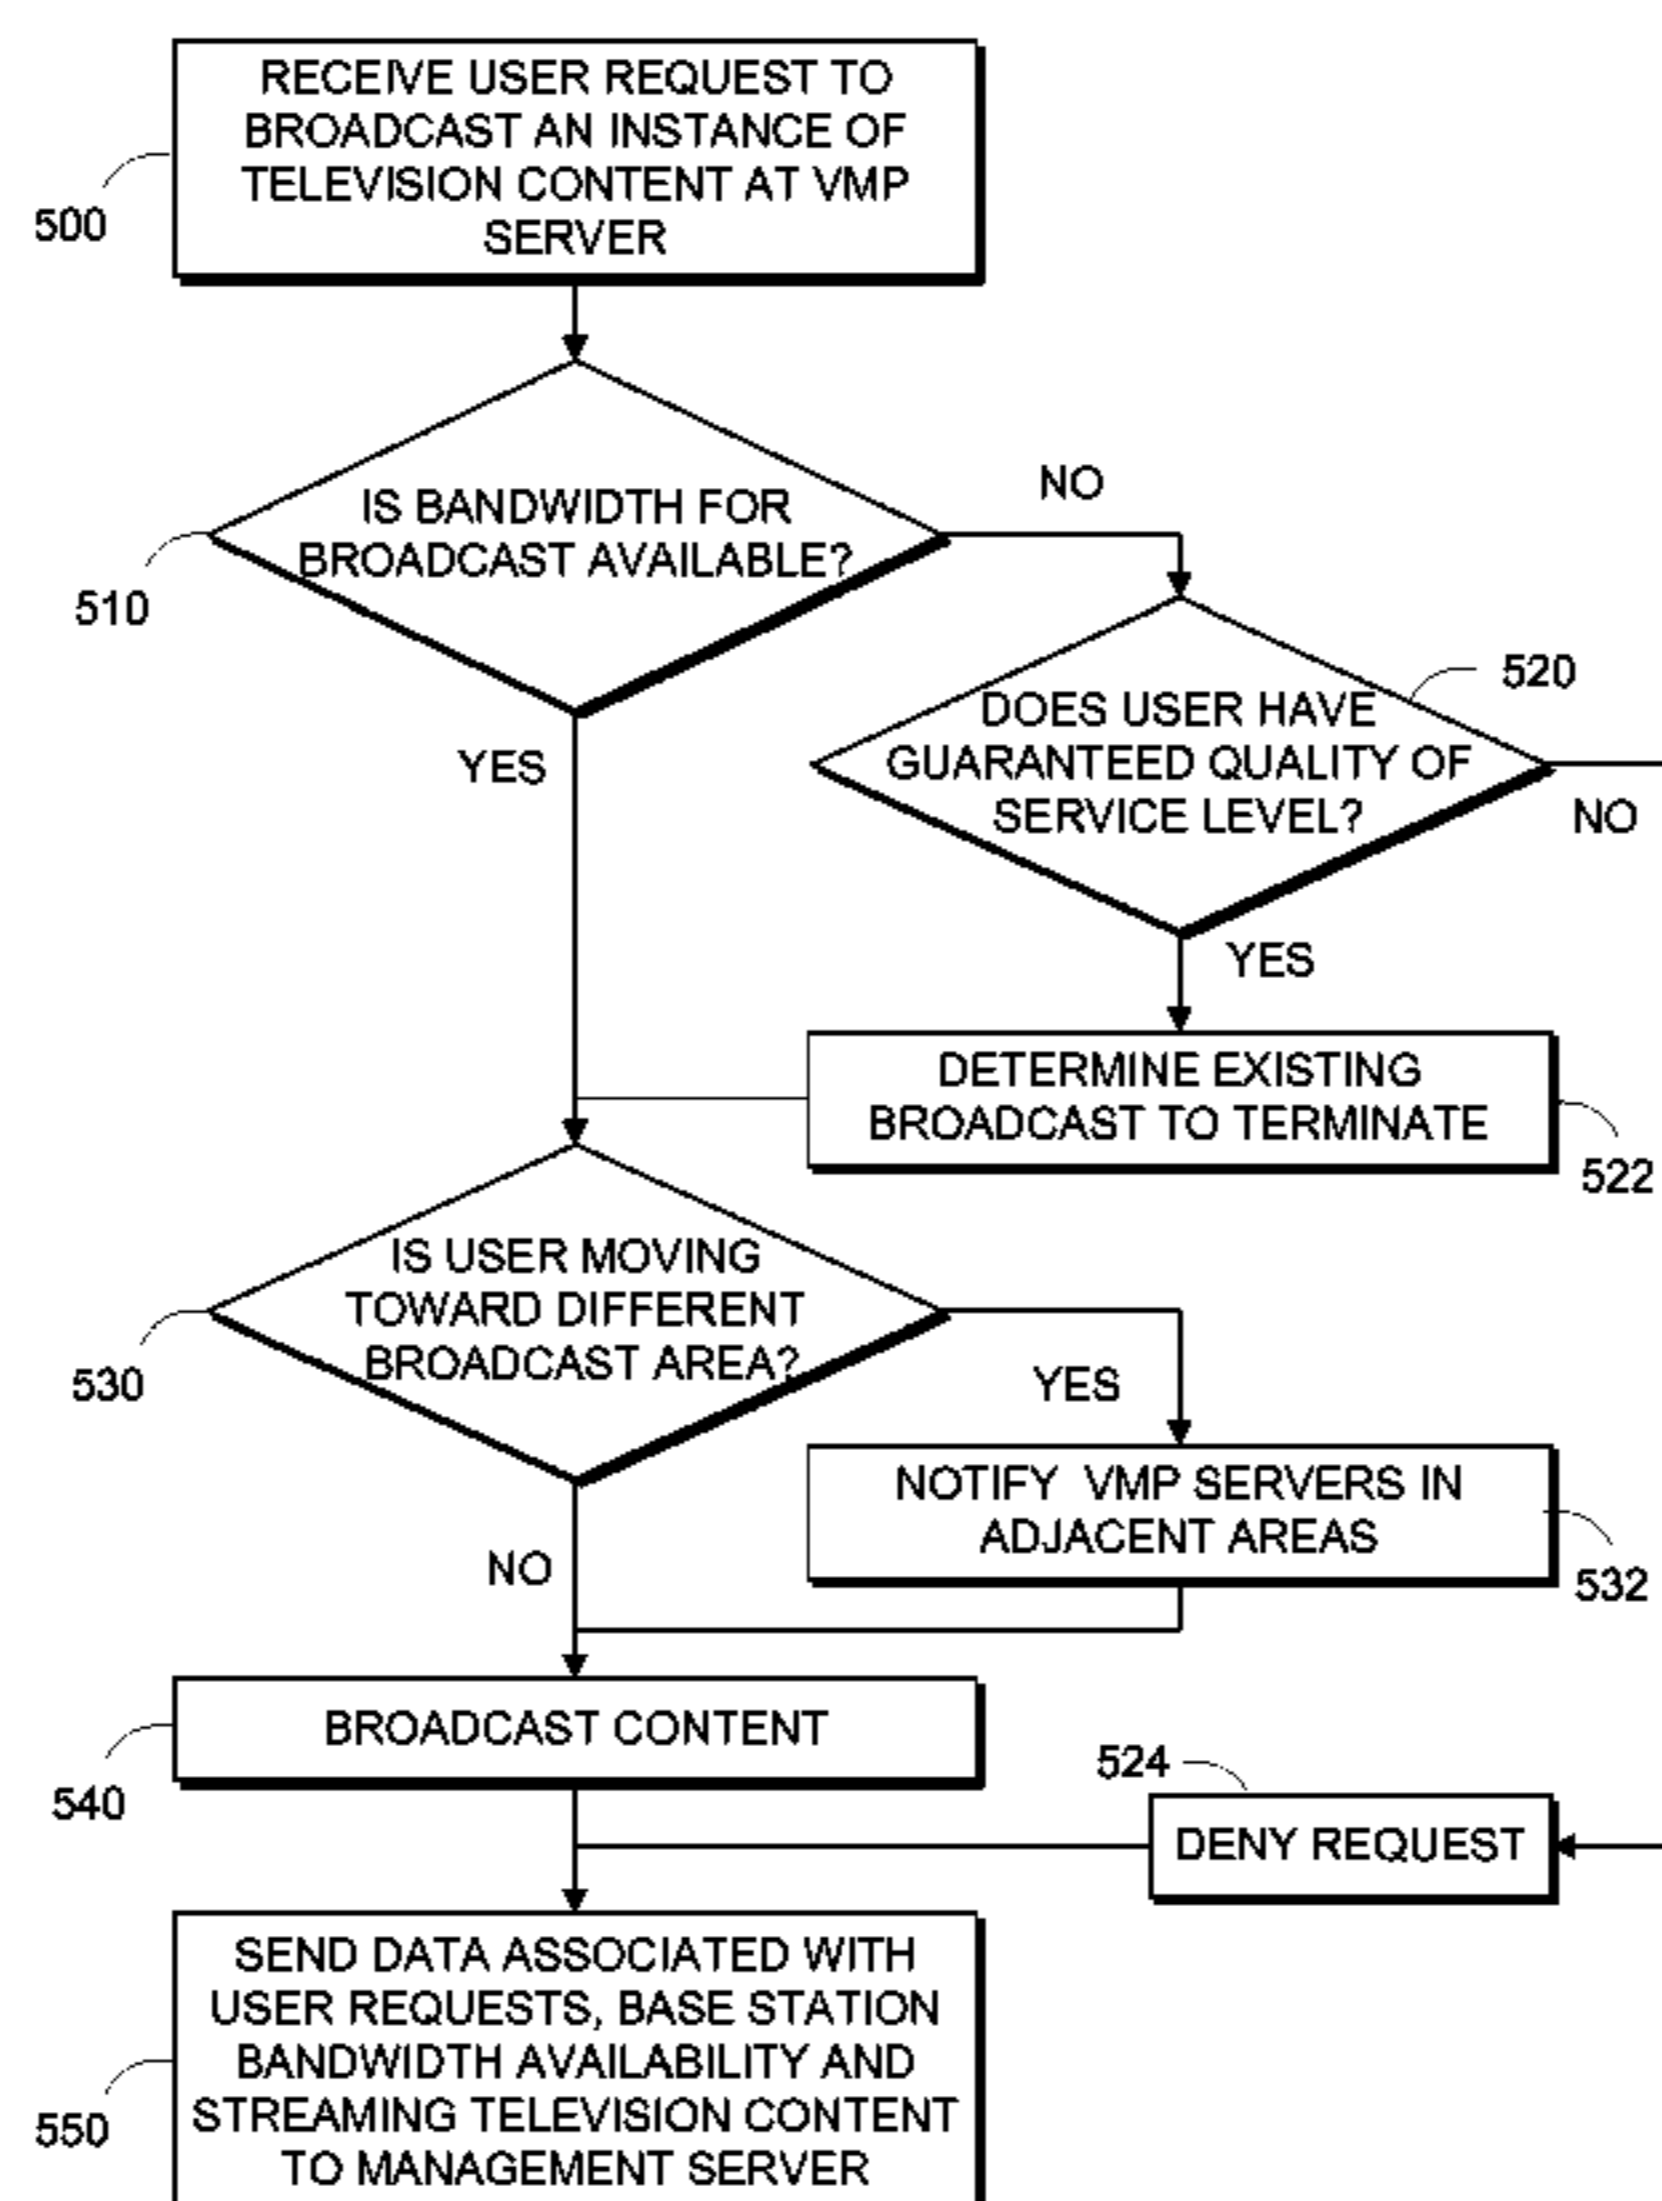 RECEIVE USER REQUEST TO
BROADCAST AN INSTANCE OF
TELEVISION CONTENT AT VMP
SERVER
500
IS BANDWIDTH FOR
BROADCAST AVAILABLE?
510
NO
YES
DOES USER HAVE
GUARANTEED QUALITY OF
SERVICE LEVEL?
520
NO
YES
DETERMINE EXISTING
BROADCAST TO TERMINATE
522
IS USER MOVING
TOWARD DIFFERENT
BROADCAST AREA?
530
YES
NO
NOTIFY VMP SERVERS IN
ADJACENT AREAS
532
BROADCAST CONTENT
540
524
DENY REQUEST
SEND DATA ASSOCIATED WITH
USER REQUESTS, BASE STATION
BANDWIDTH AVAILABILITY AND
STREAMING TELEVISION CONTENT
TO MANAGEMENT SERVER
550